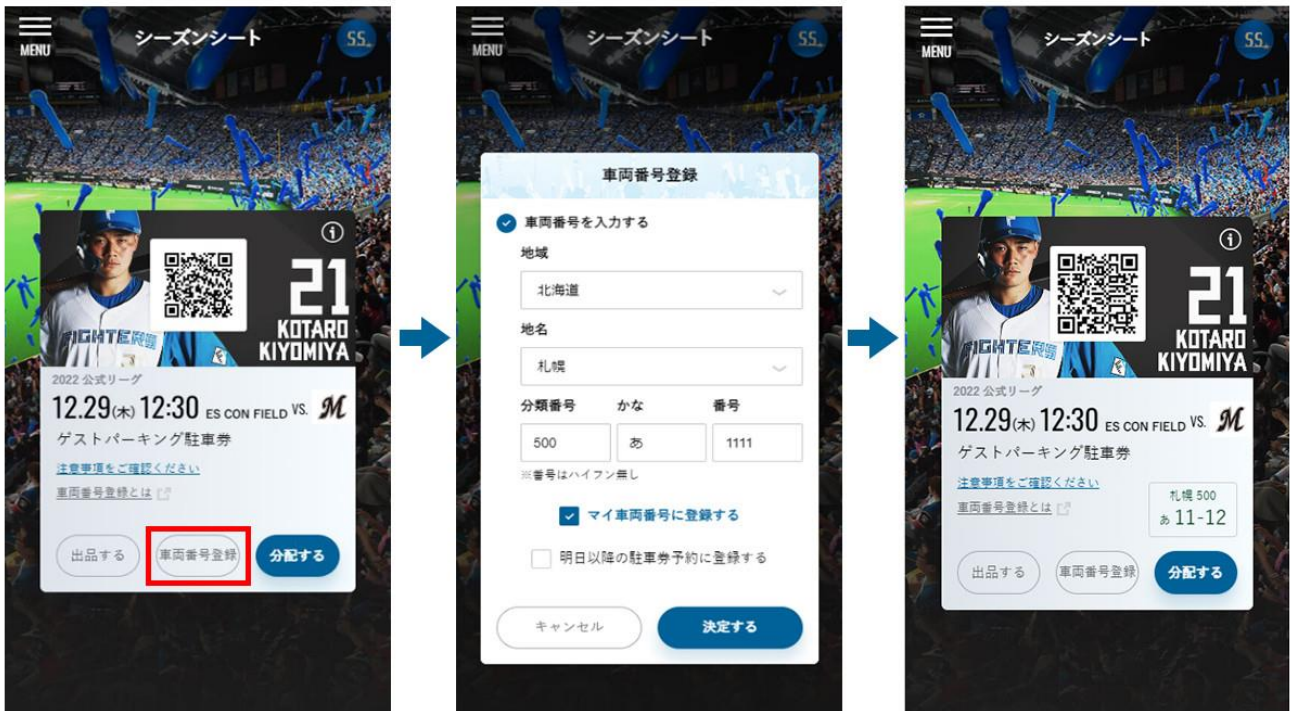 MENU
シーズンシート
S.S.
21
FIGHTERS
KOTARO
KIYOMIYA
2022 公式リーグ
12.29(木) 12:30 ES CON FIELD VS. M
ゲストパーキング駐車券
注意事項をご確認ください
車両番号登録とは
出品する
車両番号登録
分配する
MENU
シーズンシート
S.S.
車両番号登録
車両番号を入力する
地域
北海道
地名
札幌
分類番号 かな 番号
500 あ 1111
※番号はハイフン無し
マイ車両番号に登録する
明日以降の駐車券予約に登録する
キャンセル
決定する
MENU
シーズンシート
S.S.
21
FIGHTERS
KOTARO
KIYOMIYA
2022 公式リーグ
12.29(木) 12:30 ES CON FIELD VS. M
ゲストパーキング駐車券
注意事項をご確認ください
車両番号登録とは
札幌 500
あ 11-12
出品する
車両番号登録
分配する